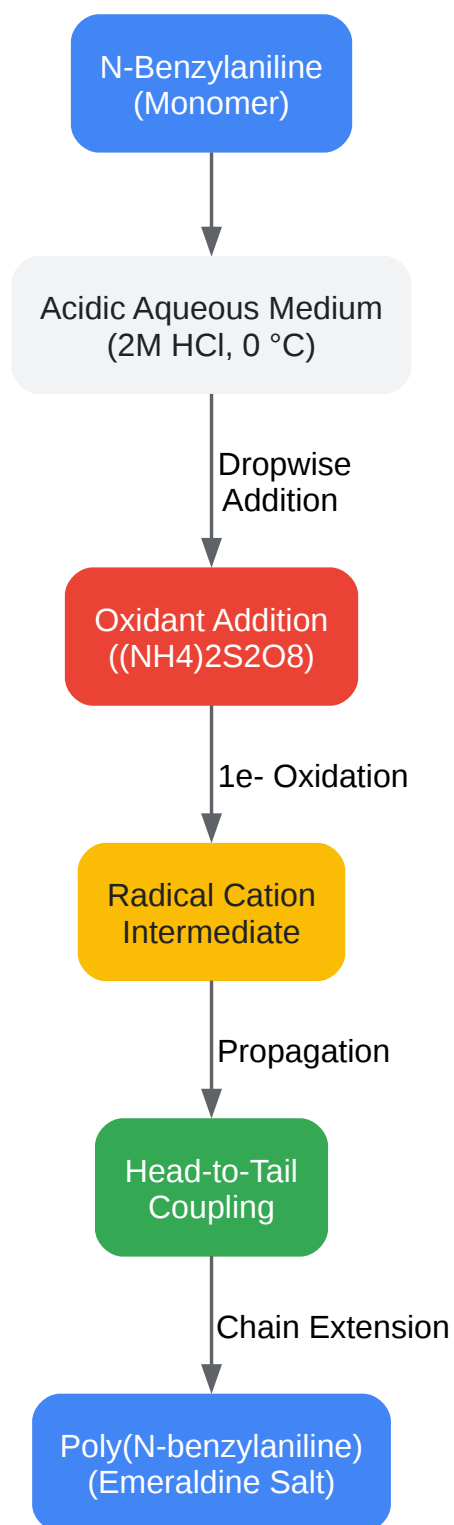 N-Benzylaniline
(Monomer)
Acidic Aqueous Medium
(2M HCl, 0 °C)
Dropwise
Addition
Oxidant Addition
((NH4)2S2O8)
1e- Oxidation
Radical Cation
Intermediate
Propagation
Head-to-Tail
Coupling
Chain Extension
Poly(N-benzylaniline)
(Emeraldine Salt)